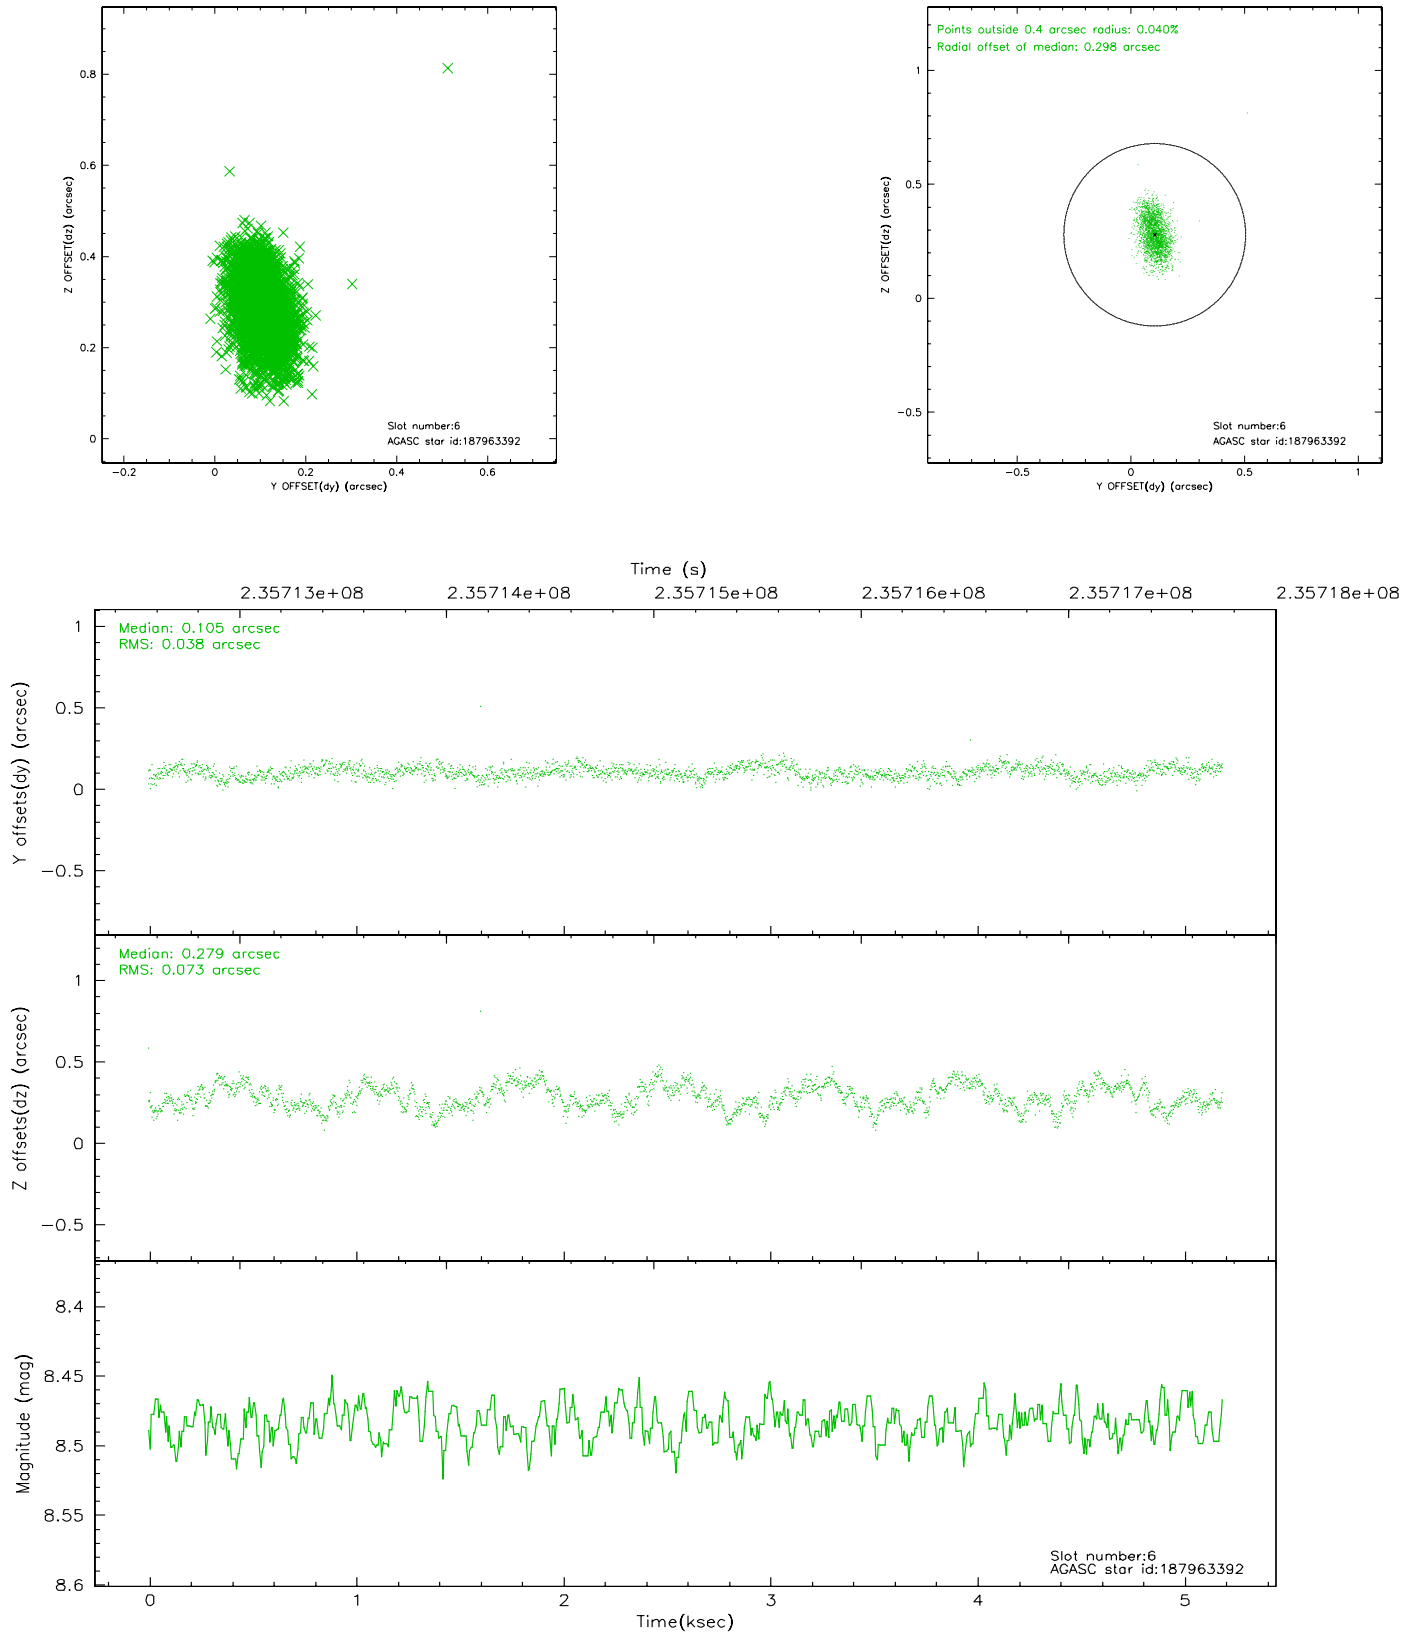 0.8
0.6
0.4
0.2
0
Z OFFSET(dz) (arcsec)
−0.2 0 0.2 0.4 0.6
Y OFFSET(dy) (arcsec)
Slot number:6
AGASC star id:187963392
Points outside 0.4 arcsec radius: 0.040%
Radial offset of median: 0.298 arcsec
1
0.5
0
−0.5
Z OFFSET(dz) (arcsec)
−0.5 0 0.5 1
Y OFFSET(dy) (arcsec)
Slot number:6
AGASC star id:187963392
Time (s)
2.35713e+08 2.35714e+08 2.35715e+08 2.35716e+08 2.35717e+08 2.35718e+08
Median: 0.105 arcsec
RMS: 0.038 arcsec
1
0.5
0
−0.5
Y offsets(dy) (arcsec)
Median: 0.279 arcsec
RMS: 0.073 arcsec
1
0.5
0
−0.5
Z offsets(dz) (arcsec)
8.4
8.45
8.5
8.55
8.6
Magnitude (mag)
Slot number:6
AGASC star id:187963392
0 1 2 3 4 5
Time(ksec)